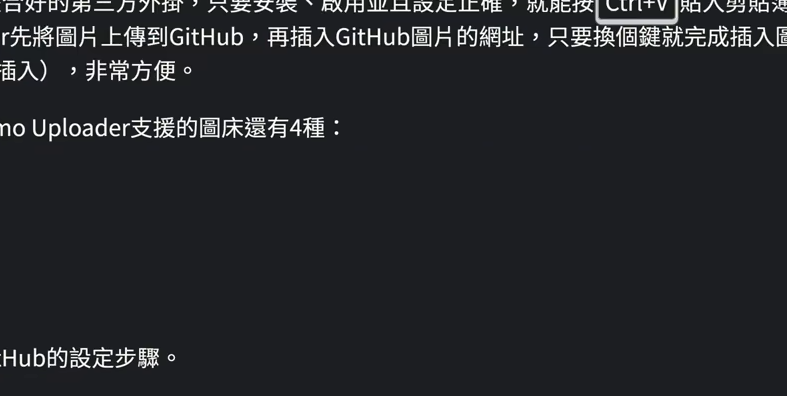 合好的第三方外掛，只要安裝、啟用並且設定正確，就能按 Ctrl+V 貼入剪貼簿
r先將圖片上傳到GitHub，再插入GitHub圖片的網址，只要換個鍵就完成插入圖
插入），非常方便。
mo Uploader支援的圖床還有4種：
tHub的設定步驟。